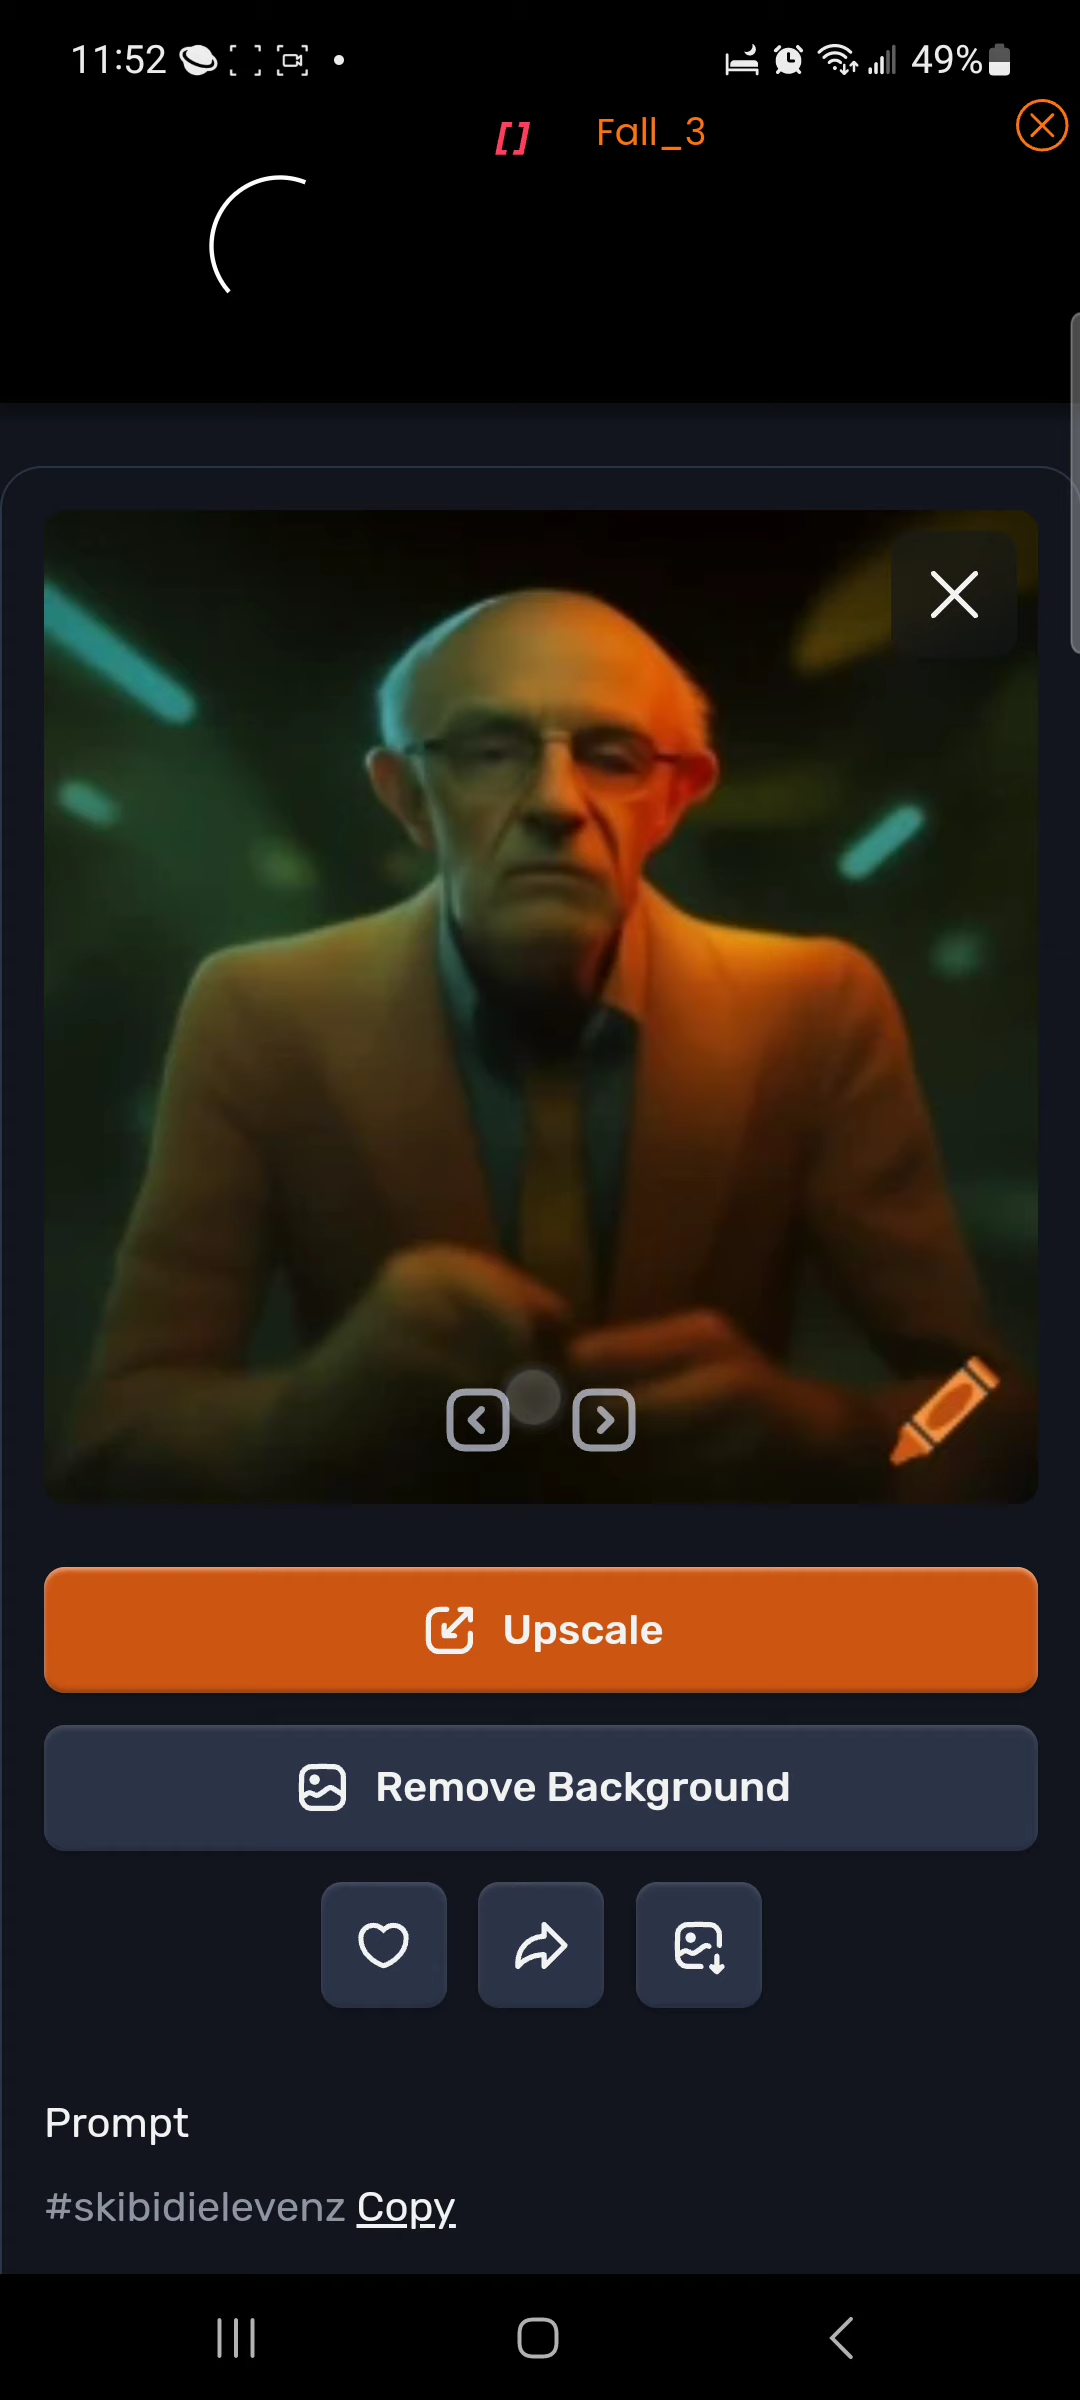 11:52 49%
[] Fall_3
Upscale
Remove Background
Prompt
#skibidielevenz Copy